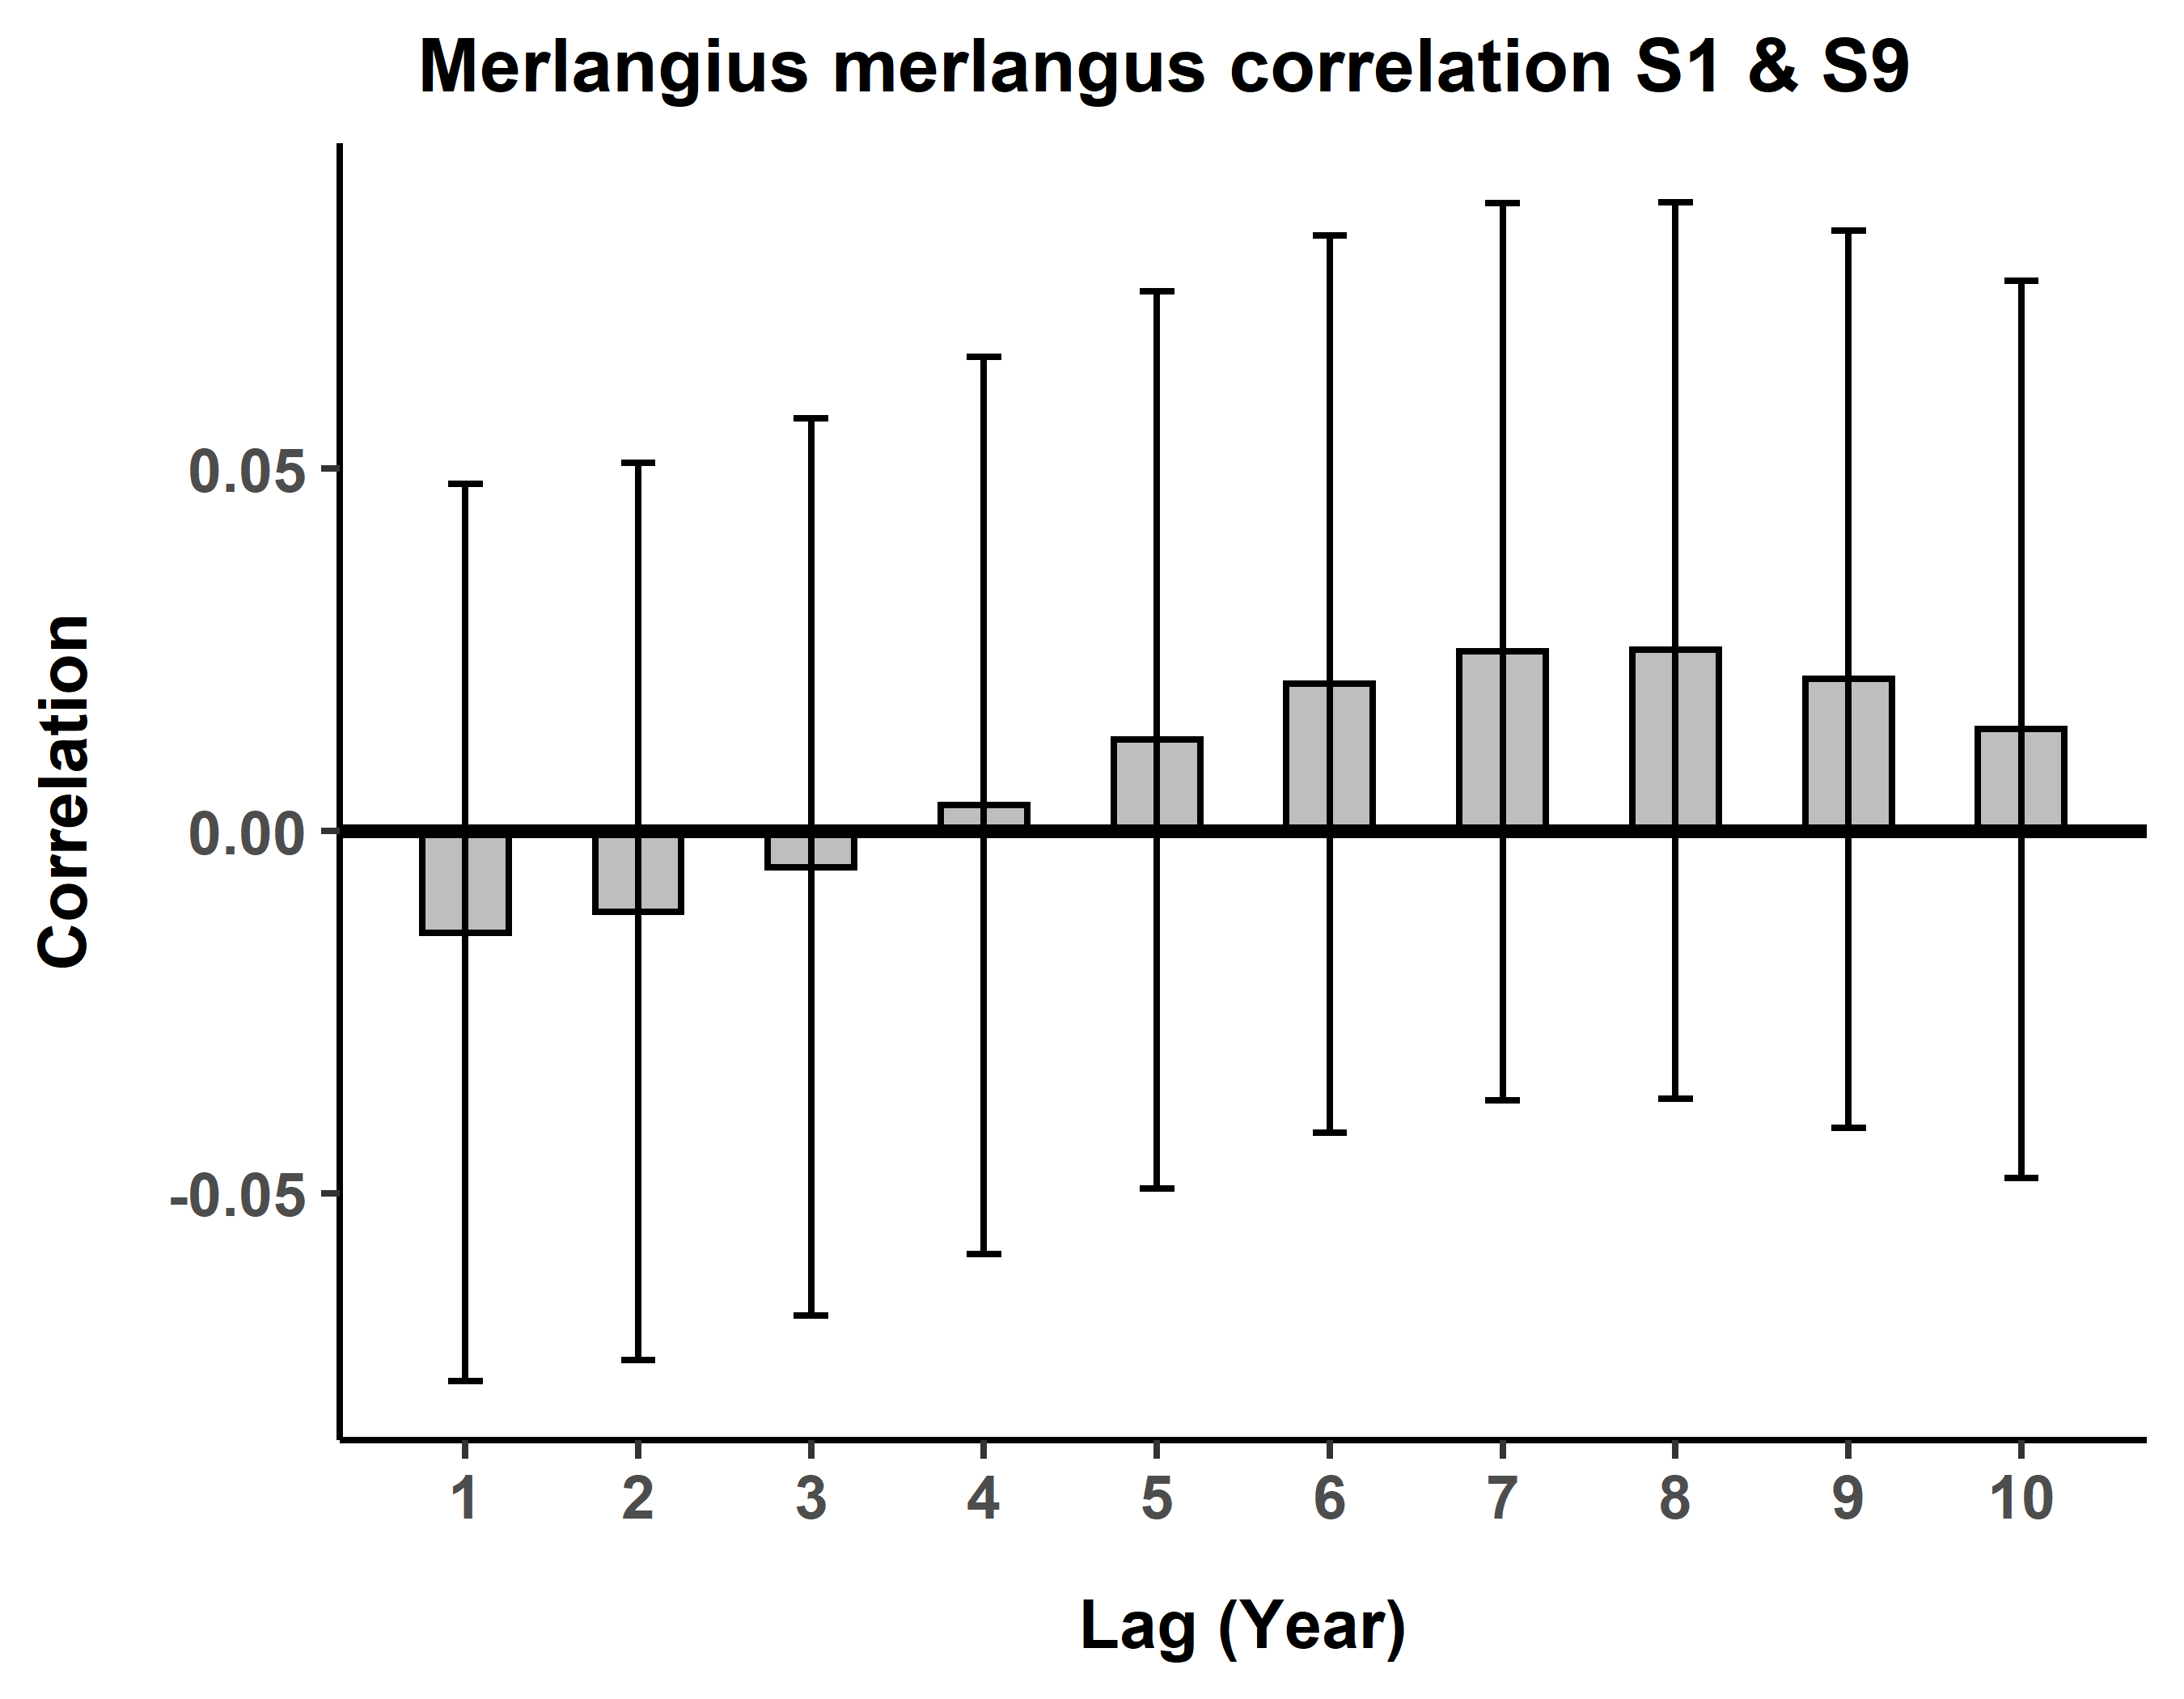 Merlangius merlangus correlation S1 & S9
Correlation
0.05
0.00
-0.05
1 2 3 4 5 6 7 8 9 10
Lag (Year)